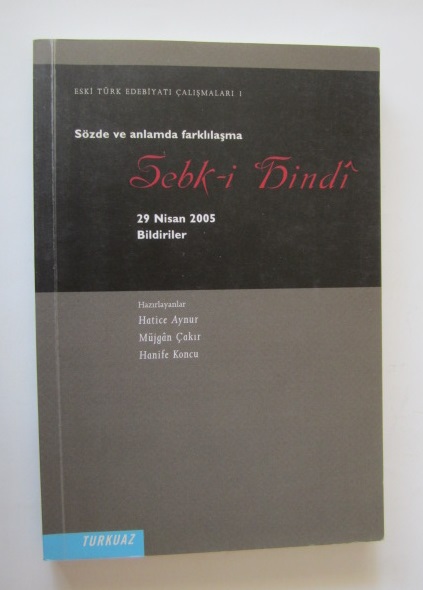 ESKİ TÜRK EDEBİYATI ÇALIŞMALARI 1
Sözde ve anlamda farklılaşma
Sebk-i Hindî
29 Nisan 2005
Bildiriler
Hazırlayanlar
Hatice Aynur
Müjgân Çakır
Hanife Koncu
TURKUAZ